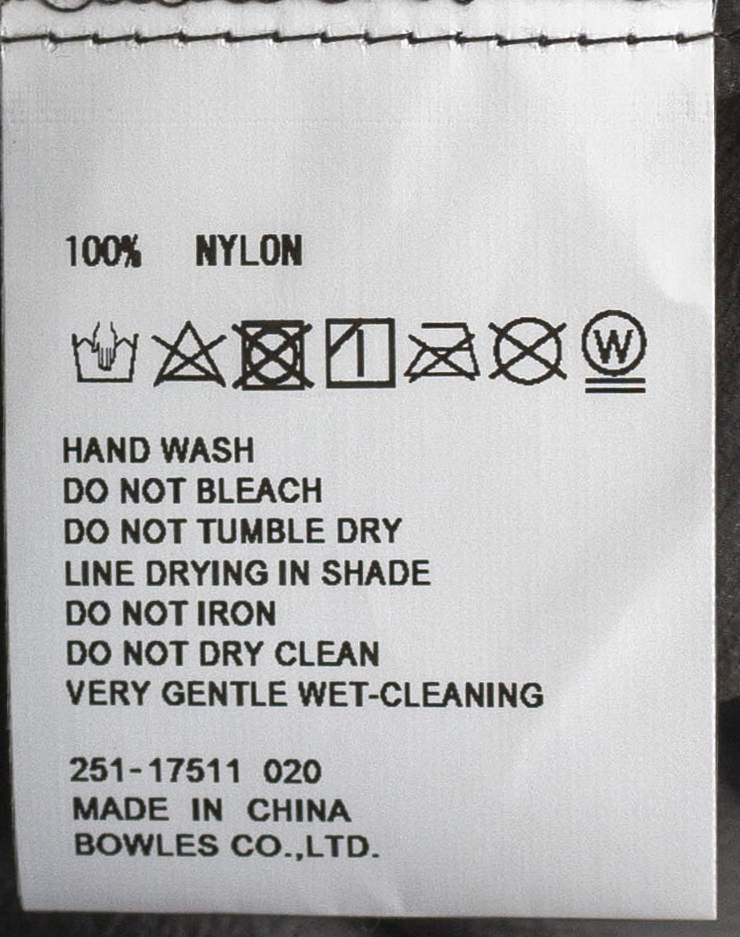 100% NYLON
W
HAND WASH
DO NOT BLEACH
DO NOT TUMBLE DRY
LINE DRYING IN SHADE
DO NOT IRON
DO NOT DRY CLEAN
VERY GENTLE WET-CLEANING
251-17511 020
MADE IN CHINA
BOWLES CO.,LTD.